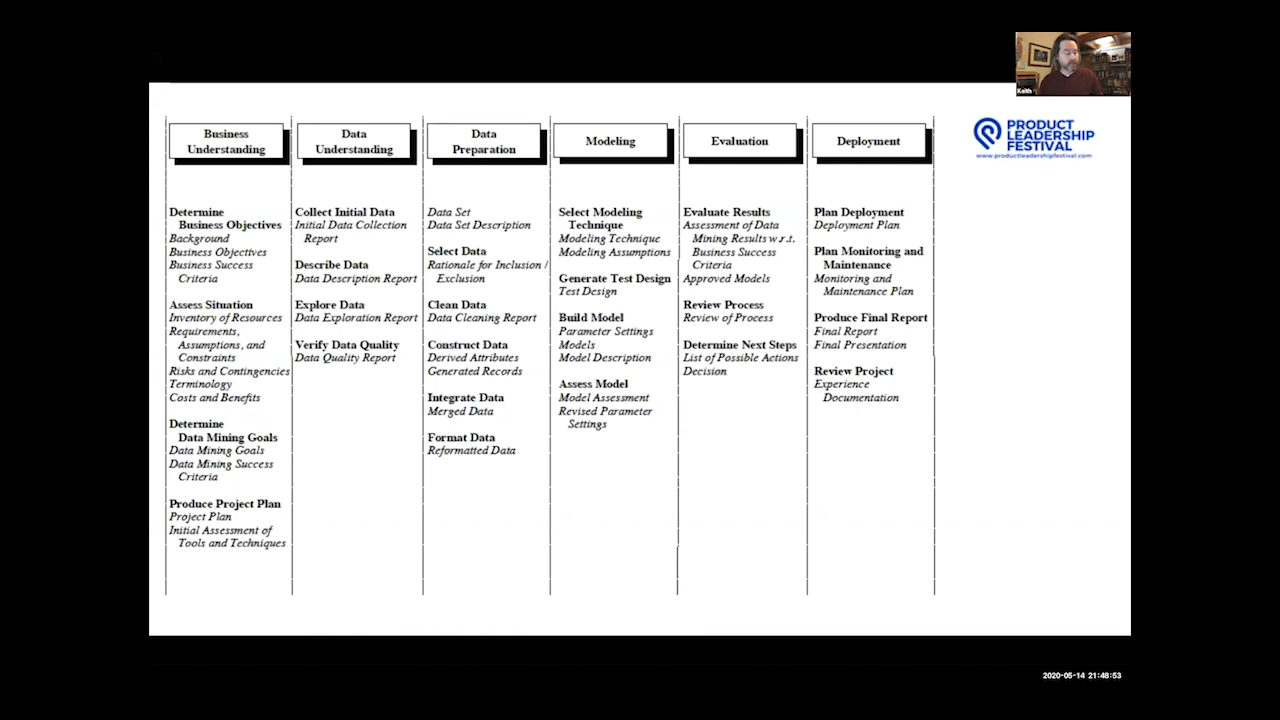 Keith
PRODUCT
LEADERSHIP
FESTIVAL
www.productleadershipfestival.com
Business
Understanding
Determine
Business Objectives
Background
Business Objectives
Business Success
Criteria
Assess Situation
Inventory of Resources
Requirements,
Assumptions, and
Constraints
Risks and Contingencies
Terminology
Costs and Benefits
Determine
Data Mining Goals
Data Mining Goals
Data Mining Success
Criteria
Produce Project Plan
Project Plan
Initial Assessment of
Tools and Techniques
Data
Understanding
Collect Initial Data
Initial Data Collection
Report
Describe Data
Data Description Report
Explore Data
Data Exploration Report
Verify Data Quality
Data Quality Report
Data
Preparation
Data Set
Data Set Description
Select Data
Rationale for Inclusion /
Exclusion
Clean Data
Data Cleaning Report
Construct Data
Derived Attributes
Generated Records
Integrate Data
Merged Data
Format Data
Reformatted Data
Modeling
Select Modeling
Technique
Modeling Technique
Modeling Assumptions
Generate Test Design
Test Design
Build Model
Parameter Settings
Models
Model Description
Assess Model
Model Assessment
Revised Parameter
Settings
Evaluation
Evaluate Results
Assessment of Data
Mining Results w.r.t.
Business Success
Criteria
Approved Models
Review Process
Review of Process
Determine Next Steps
List of Possible Actions
Decision
Deployment
Plan Deployment
Deployment Plan
Plan Monitoring and
Maintenance
Monitoring and
Maintenance Plan
Produce Final Report
Final Report
Final Presentation
Review Project
Experience
Documentation
2020-05-14 21:48:53